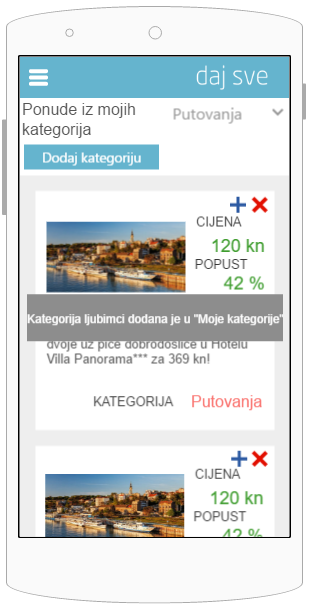 daj sve
Ponude iz mojih
kategorija
Putovanja
Dodaj kategoriju
CIJENA
120 kn
POPUST
42 %
Kategorija ljubimci dodana je u "Moje kategorije"
dvoje uz piće dobrodošlice u Hotelu
Villa Panorama*** za 369 kn!
KATEGORIJA
Putovanja
CIJENA
120 kn
POPUST
42 %